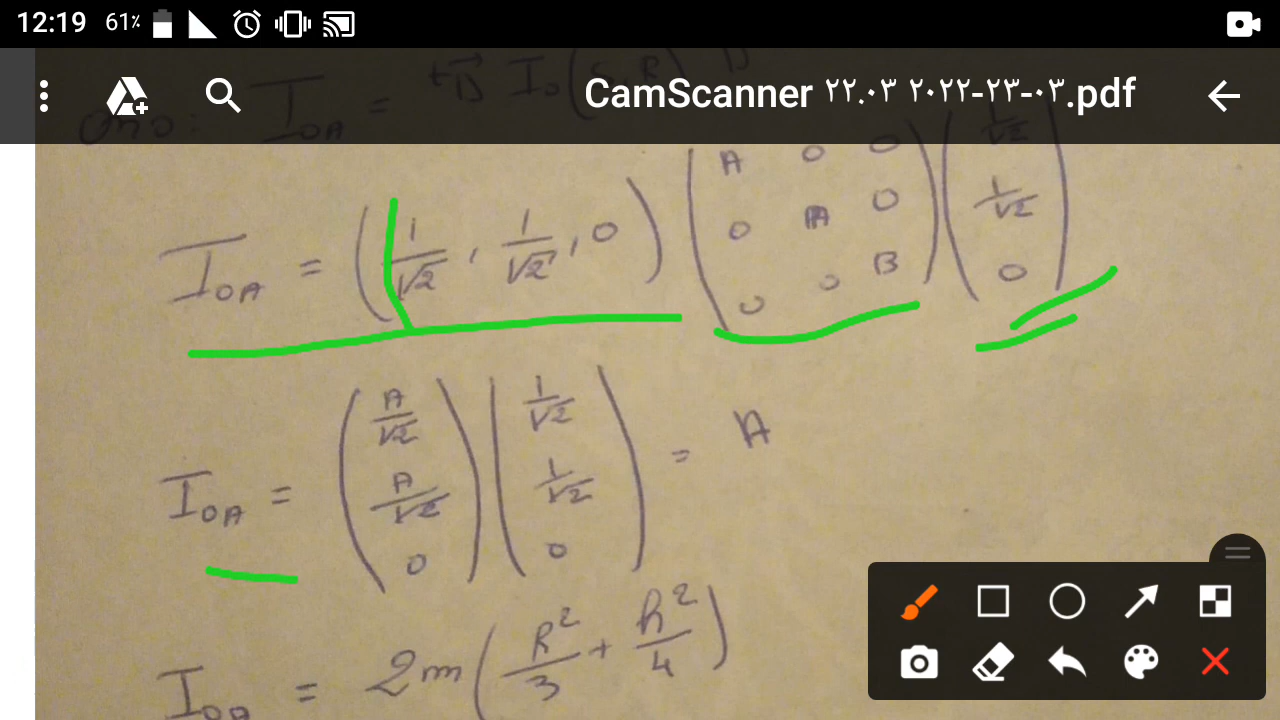 12:19 61%
CamScanner ٢٢.٠٣ ٢٠٢٢-٢٣-٠٣.pdf
I_OA =
I_OA = (1/√2, 1/√2, 0) (A 0 0
0 A 0
0 0 B) (1/√2
1/√2
0)
I_OA = (A/√2
A/√2
0) (1/√2
1/√2
0) = A
I_OA = 2m(R²/3 + h²/4)